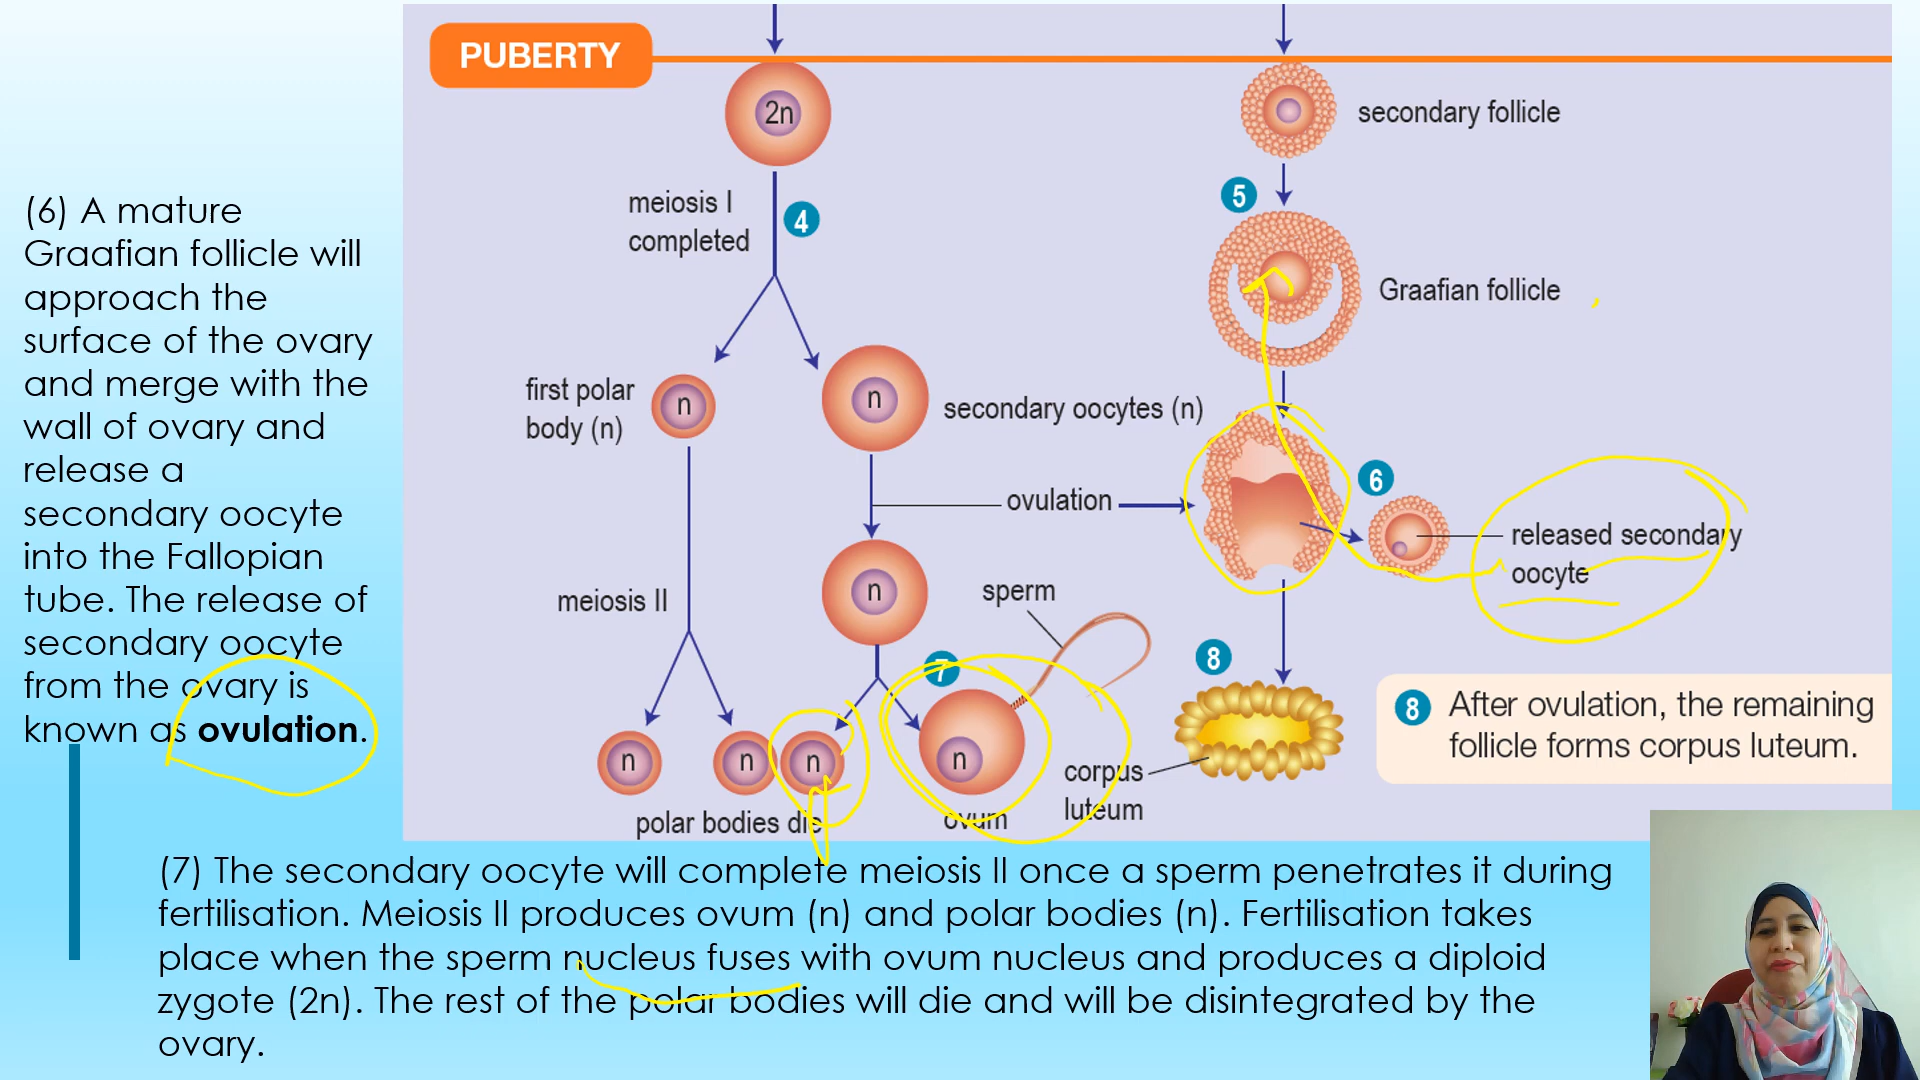 PUBERTY
2n
secondary follicle
meiosis I
completed
4
5
Graafian follicle
(6) A mature
Graafian follicle will
approach the
surface of the ovary
and merge with the
wall of ovary and
release a
secondary oocyte
into the Fallopian
tube. The release of
secondary oocyte
from the ovary is
known as ovulation.
first polar
body (n)
n
n
secondary oocytes (n)
ovulation
6
released secondary
oocyte
meiosis II
n
sperm
7
8
n
n
n
n
polar bodies die
ovum
corpus
luteum
8 After ovulation, the remaining
follicle forms corpus luteum.
(7) The secondary oocyte will complete meiosis II once a sperm penetrates it during
fertilisation. Meiosis II produces ovum (n) and polar bodies (n). Fertilisation takes
place when the sperm nucleus fuses with ovum nucleus and produces a diploid
zygote (2n). The rest of the polar bodies will die and will be disintegrated by the
ovary.